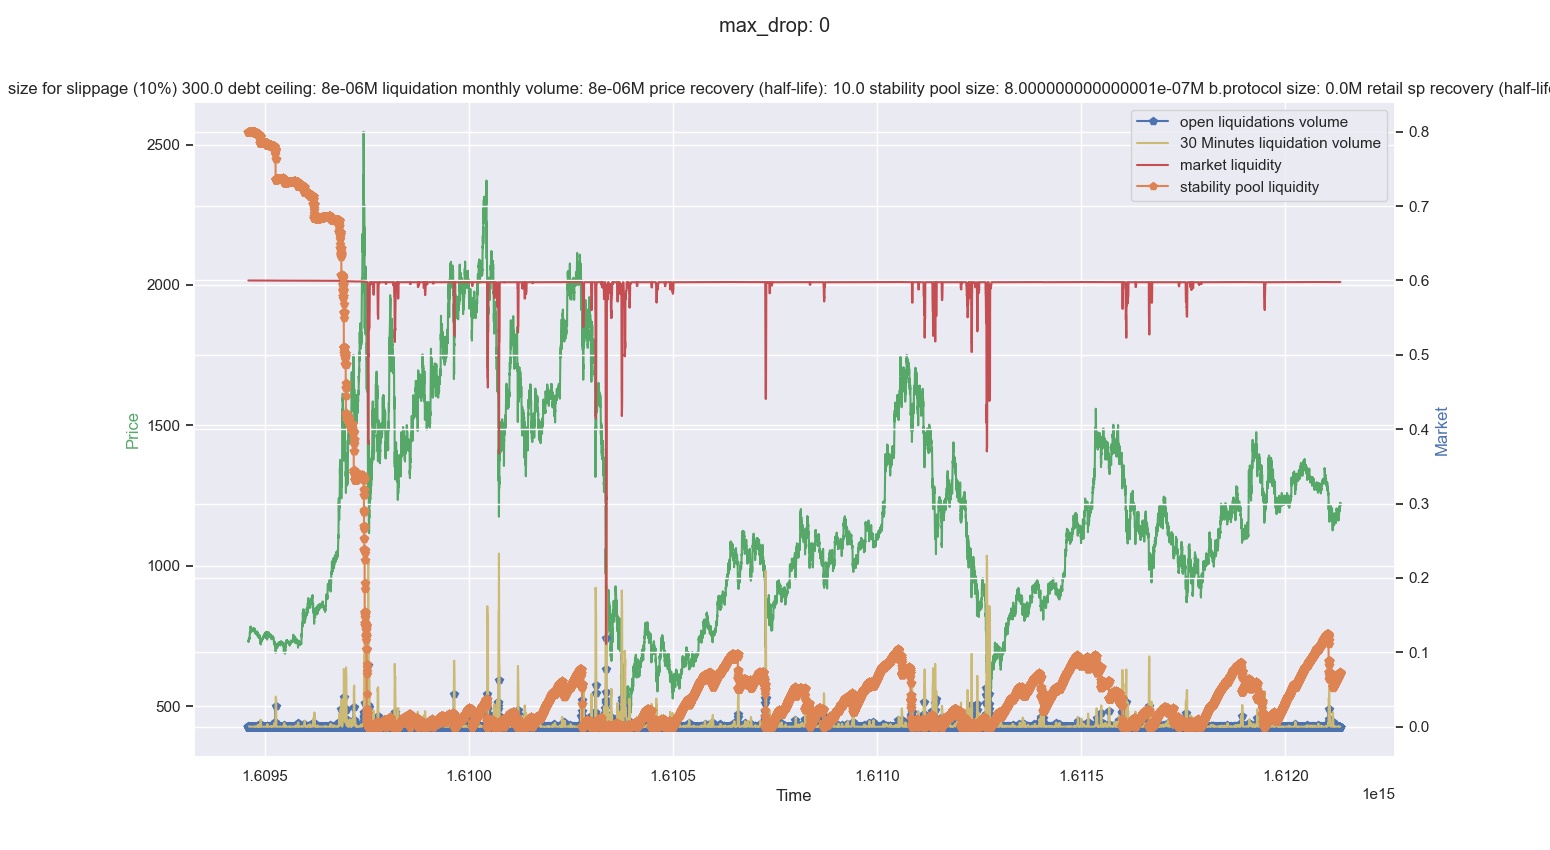 max_drop: 0
size for slippage (10%) 300.0 debt ceiling: 8e-06M liquidation monthly volume: 8e-06M price recovery (half-life): 10.0 stability pool size: 8.000000000000001e-07M b.protocol size: 0.0M retail sp recovery (half-life
open liquidations volume
30 Minutes liquidation volume
market liquidity
stability pool liquidity
2500
2000
1500
1000
500
Price
0.8
0.7
0.6
0.5
0.4
0.3
0.2
0.1
0.0
Market
1.6095
1.6100
1.6105
1.6110
1.6115
1.6120
Time
1e15